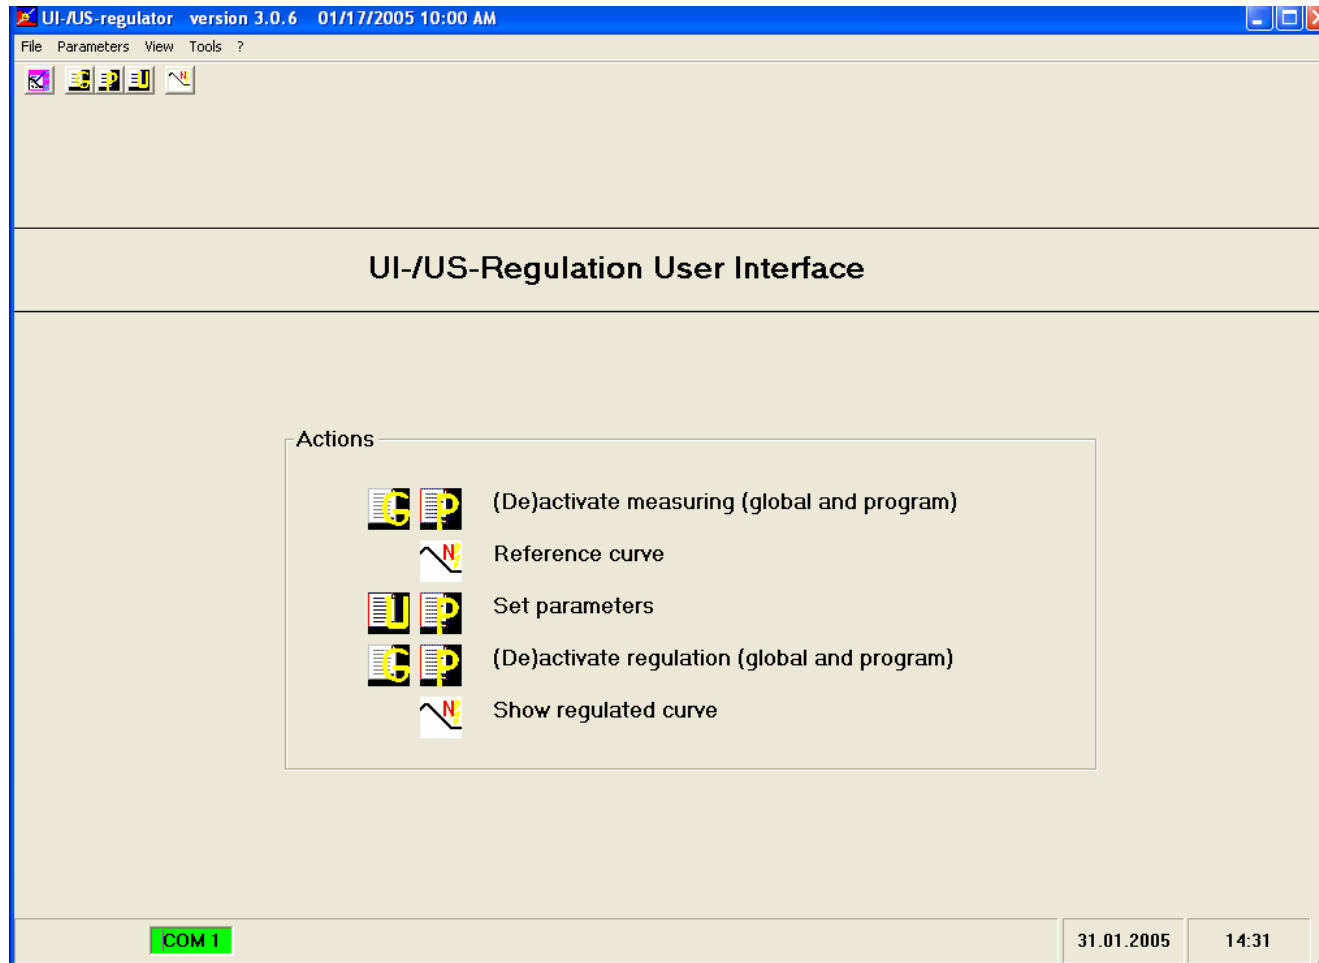 UI-/US-regulator version 3.0.6 01/17/2005 10:00 AM
File Parameters View Tools ?
G P U N
UI-/US-Regulation User Interface
Actions
G P (De)activate measuring (global and program)
N Reference curve
U P Set parameters
G P (De)activate regulation (global and program)
N Show regulated curve
COM 1 31.01.2005 14:31